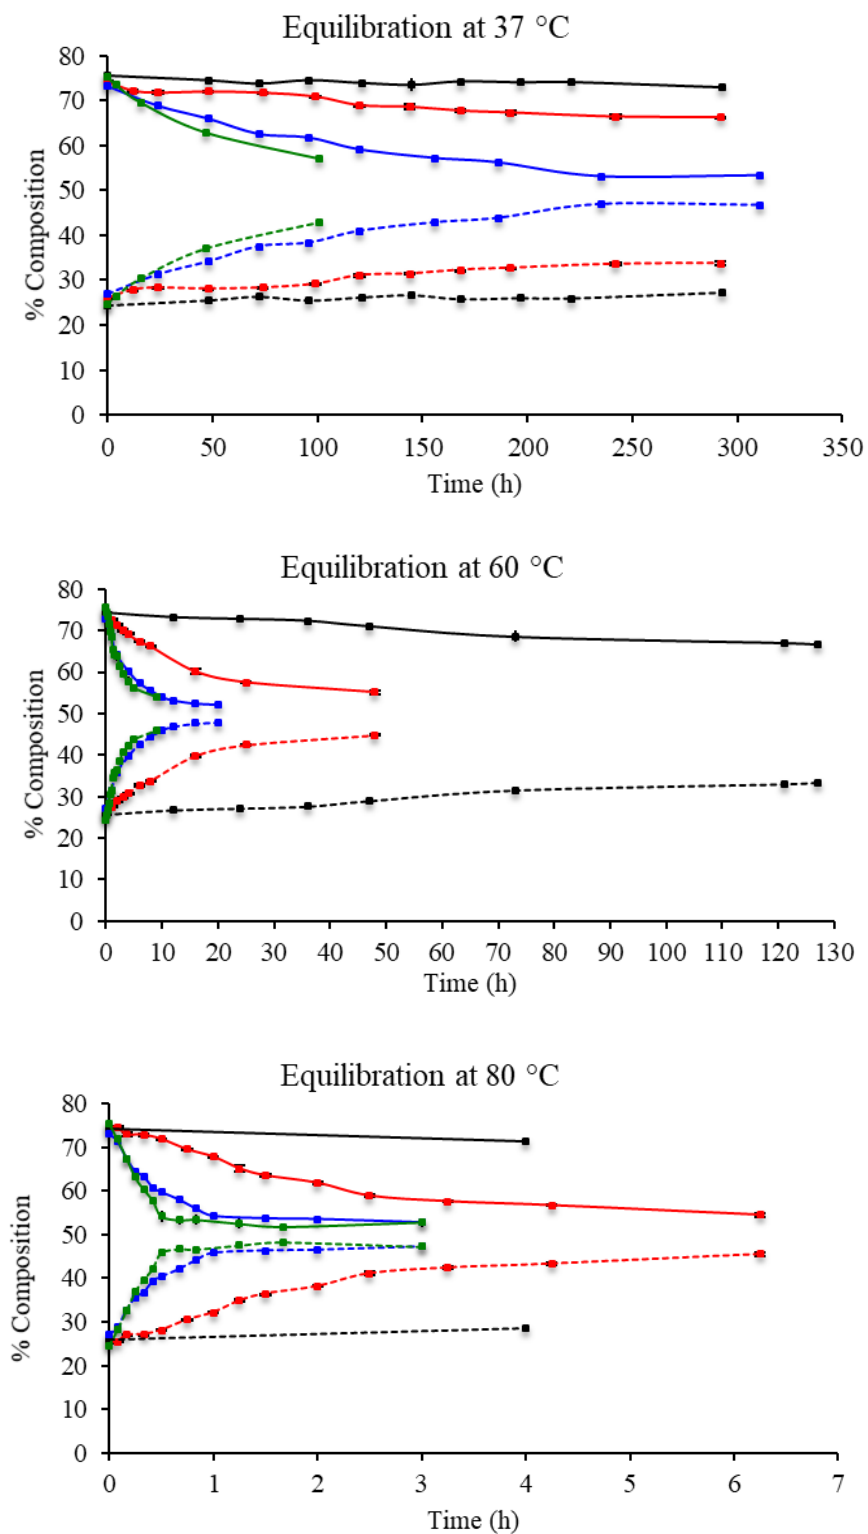 Equilibration at 37 °C
80
70
60
50
40
30
20
10
0
% Composition
0 50 100 150 200 250 300 350
Time (h)
Equilibration at 60 °C
80
70
60
50
40
30
20
10
0
% Composition
0 10 20 30 40 50 60 70 80 90 100 110 120 130
Time (h)
Equilibration at 80 °C
80
70
60
50
40
30
20
10
0
% Composition
0 1 2 3 4 5 6 7
Time (h)